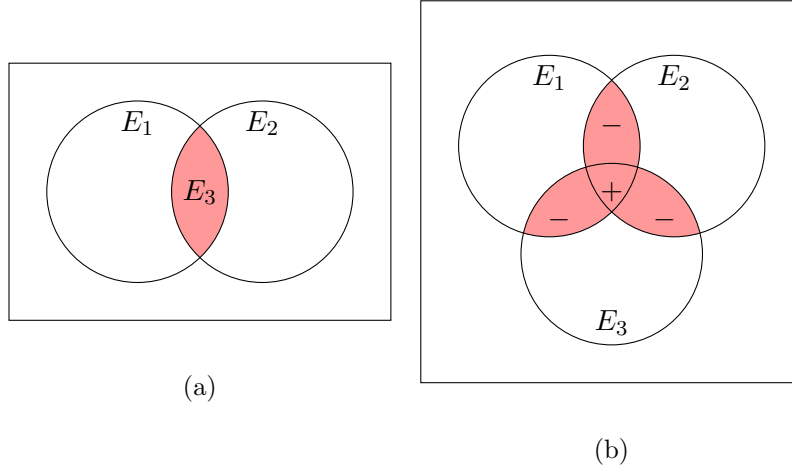 E₁ E₂
E₃
(a)
E₁ E₂
−
+
− −
E₃
(b)